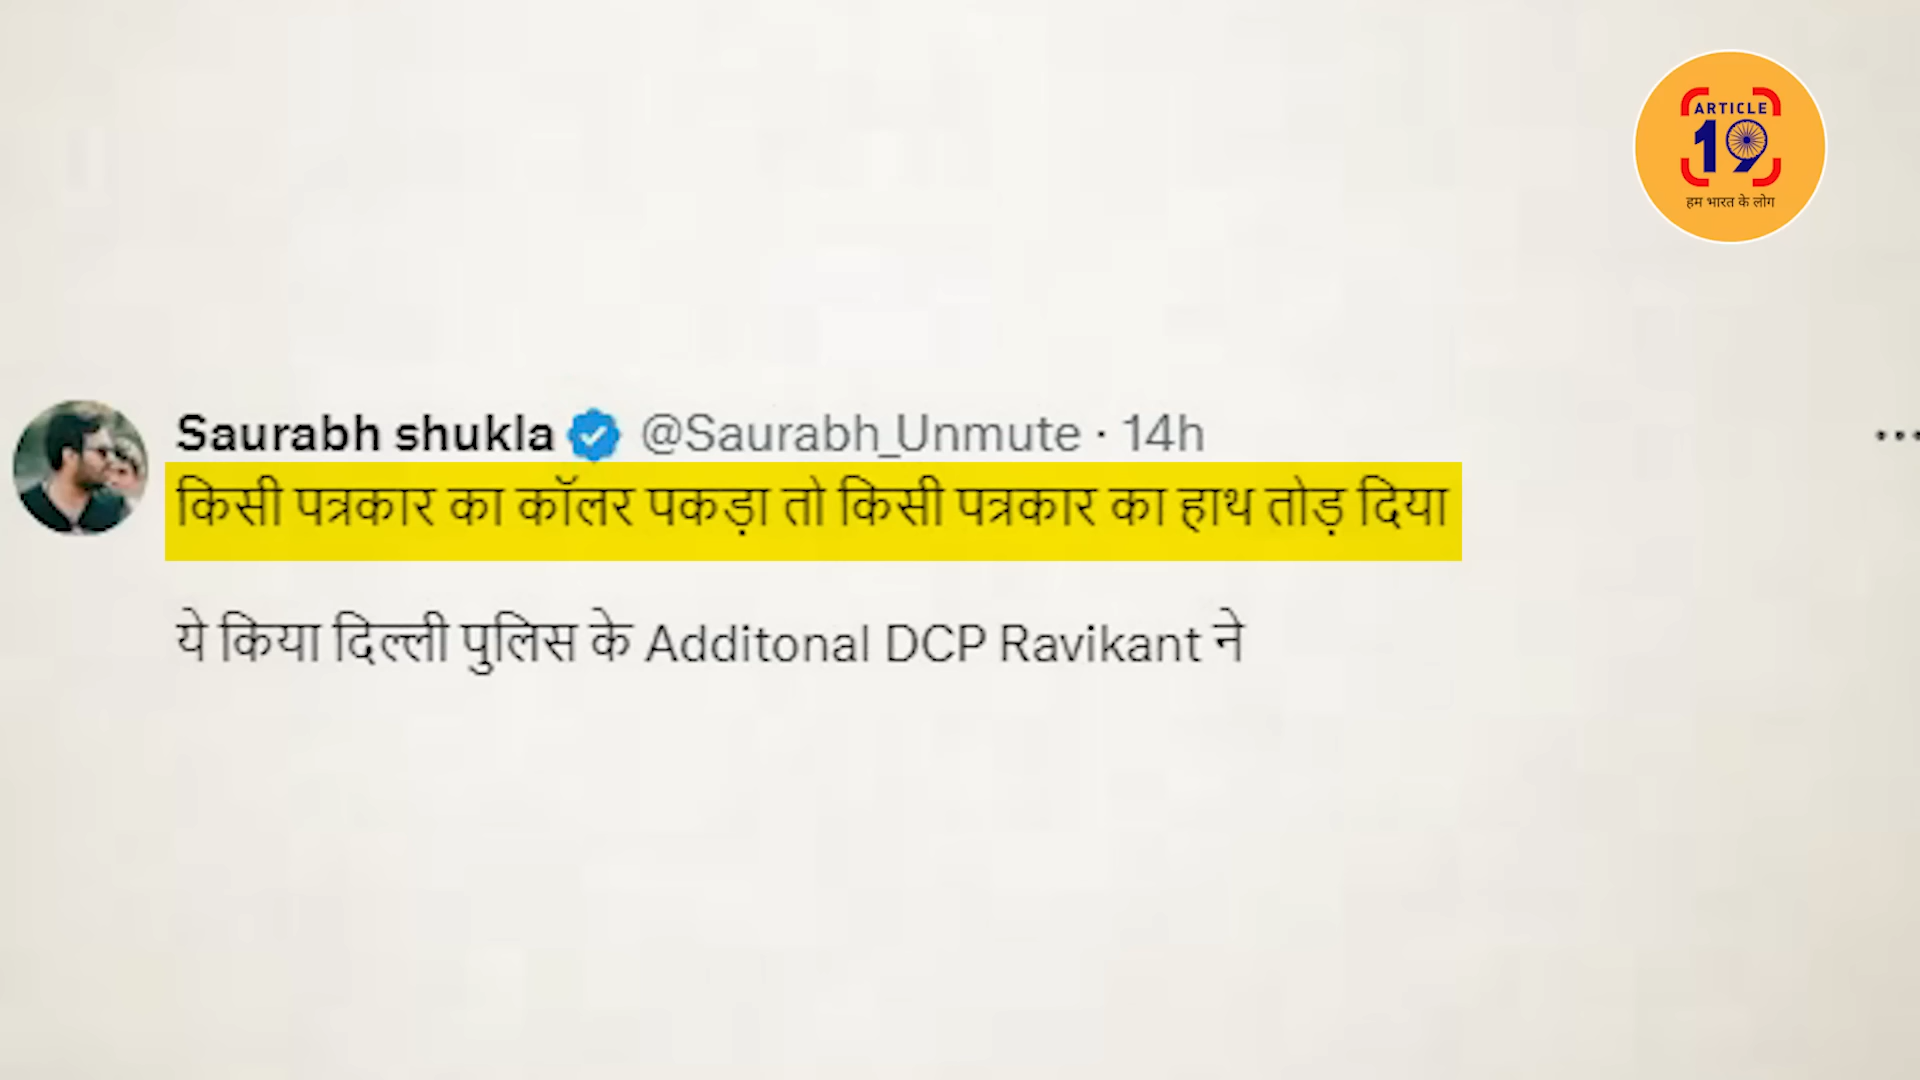 ARTICLE
19
हम भारत के लोग
Saurabh shukla @Saurabh_Unmute · 14h
किसी पत्रकार का कॉलर पकड़ा तो किसी पत्रकार का हाथ तोड़ दिया
ये किया दिल्ली पुलिस के Additonal DCP Ravikant ने